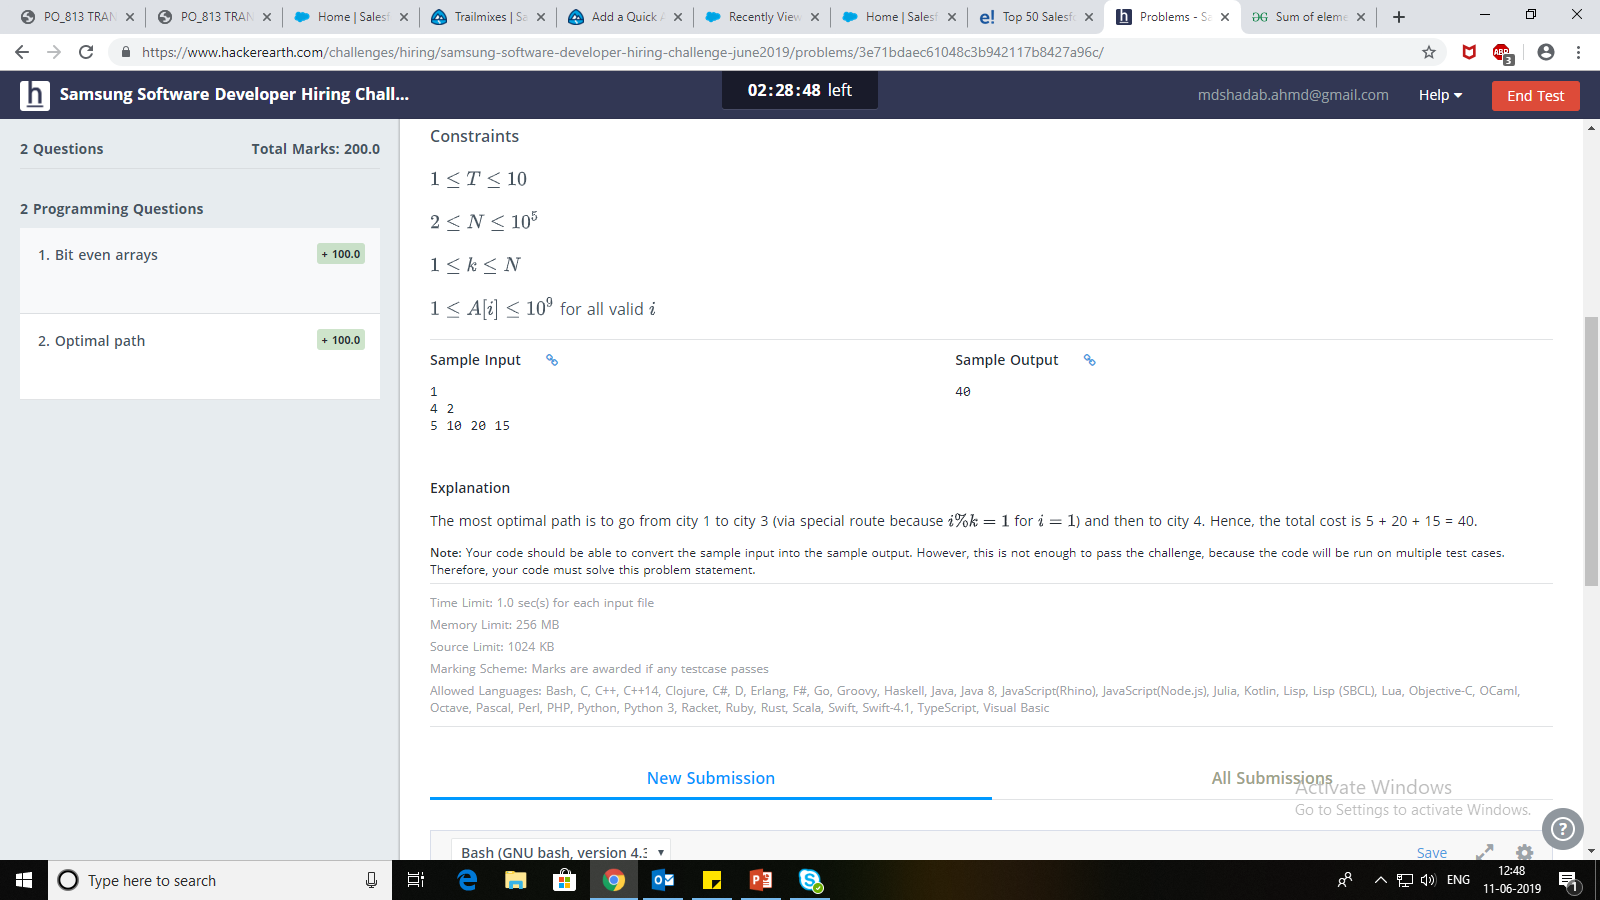 PO_813 TRAN
PO_813 TRAN
Home | Salesf
Trailmixes | Sa
Add a Quick A
Recently View
Home | Salesf
e! Top 50 Salesfo
h Problems - Sa
GG Sum of eleme
https://www.hackerearth.com/challenges/hiring/samsung-software-developer-hiring-challenge-june2019/problems/3e71bdaec61048c3b942117b8427a96c/
ABP 3
h Samsung Software Developer Hiring Chall...
02:28:48 left
mdshadab.ahmd@gmail.com Help End Test
2 Questions Total Marks: 200.0
2 Programming Questions
1. Bit even arrays + 100.0
2. Optimal path + 100.0
Constraints
1 ≤ T ≤ 10
2 ≤ N ≤ 10⁵
1 ≤ k ≤ N
1 ≤ A[i] ≤ 10⁹ for all valid i
Sample Input
1
4 2
5 10 20 15
Sample Output
40
Explanation
The most optimal path is to go from city 1 to city 3 (via special route because i%k = 1 for i = 1) and then to city 4. Hence, the total cost is 5 + 20 + 15 = 40.
Note: Your code should be able to convert the sample input into the sample output. However, this is not enough to pass the challenge, because the code will be run on multiple test cases.
Therefore, your code must solve this problem statement.
Time Limit: 1.0 sec(s) for each input file
Memory Limit: 256 MB
Source Limit: 1024 KB
Marking Scheme: Marks are awarded if any testcase passes
Allowed Languages: Bash, C, C++, C++14, Clojure, C#, D, Erlang, F#, Go, Groovy, Haskell, Java, Java 8, JavaScript(Rhino), JavaScript(Node.js), Julia, Kotlin, Lisp, Lisp (SBCL), Lua, Objective-C, OCaml,
Octave, Pascal, Perl, PHP, Python, Python 3, Racket, Ruby, Rust, Scala, Swift, Swift-4.1, TypeScript, Visual Basic
New Submission All Submissions
Activate Windows
Go to Settings to activate Windows.
?
Bash (GNU bash, version 4.3 Save
Type here to search
ENG
12:48
11-06-2019
1